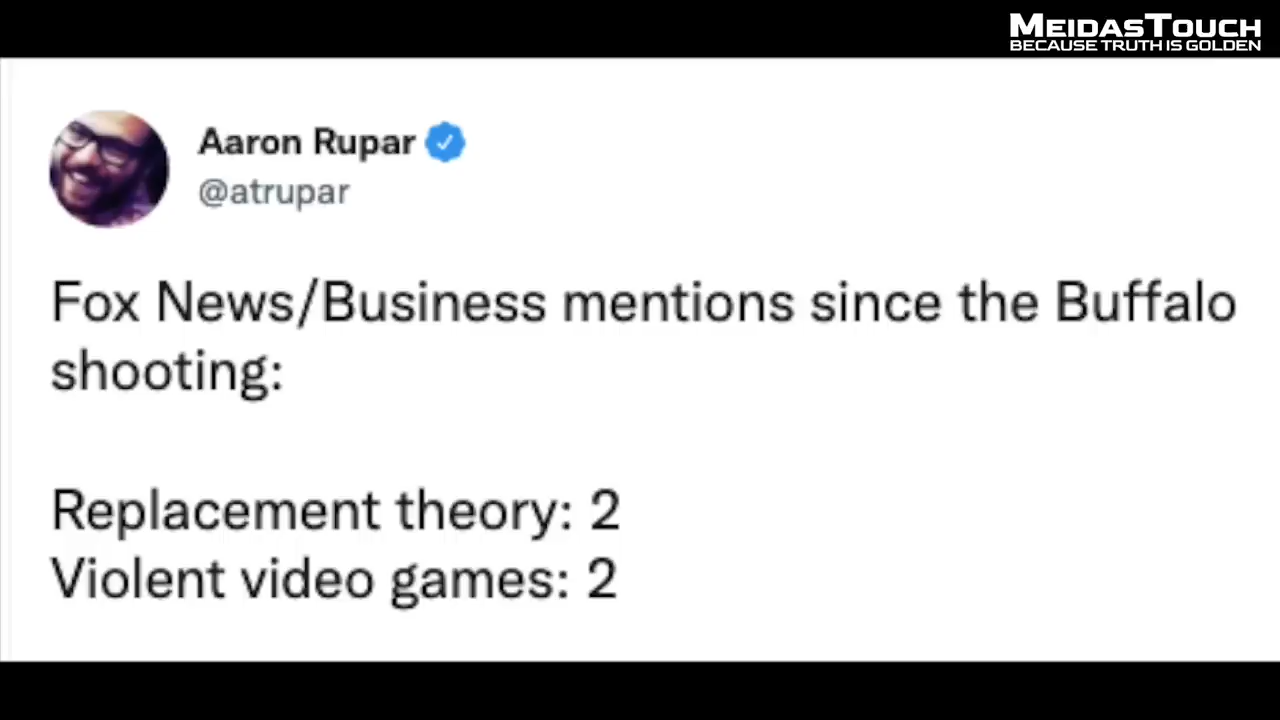 MEIDASTOUCH
BECAUSE TRUTH IS GOLDEN
Aaron Rupar
@atrupar
Fox News/Business mentions since the Buffalo
shooting:
Replacement theory: 2
Violent video games: 2